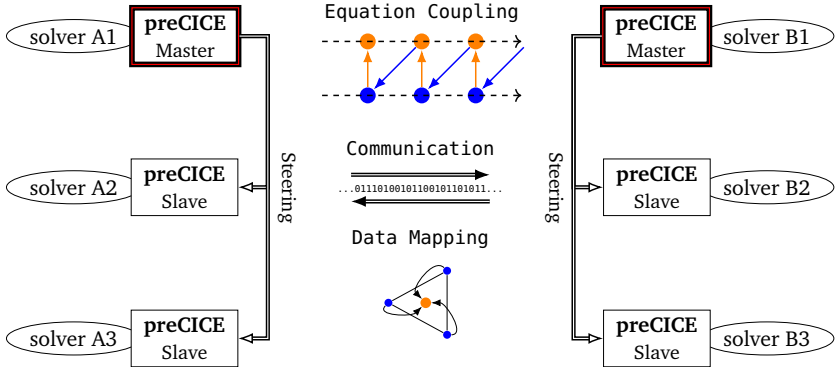 Equation Coupling
solver A1
preCICE
Master
preCICE
Master
solver B1
Communication
...0111010010110010110101011...
Steering
Steering
solver A2
preCICE
Slave
preCICE
Slave
solver B2
Data Mapping
solver A3
preCICE
Slave
preCICE
Slave
solver B3